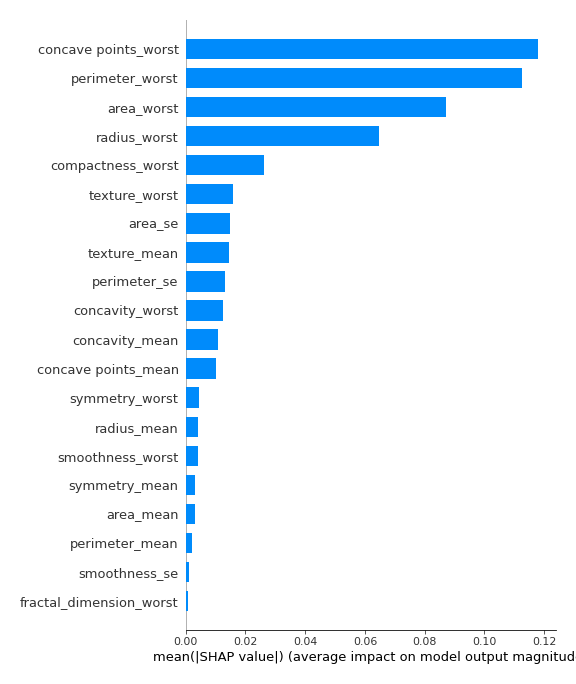 concave points_worst
perimeter_worst
area_worst
radius_worst
compactness_worst
texture_worst
area_se
texture_mean
perimeter_se
concavity_worst
concavity_mean
concave points_mean
symmetry_worst
radius_mean
smoothness_worst
symmetry_mean
area_mean
perimeter_mean
smoothness_se
fractal_dimension_worst
0.00 0.02 0.04 0.06 0.08 0.10 0.12
mean(|SHAP value|) (average impact on model output magnitud